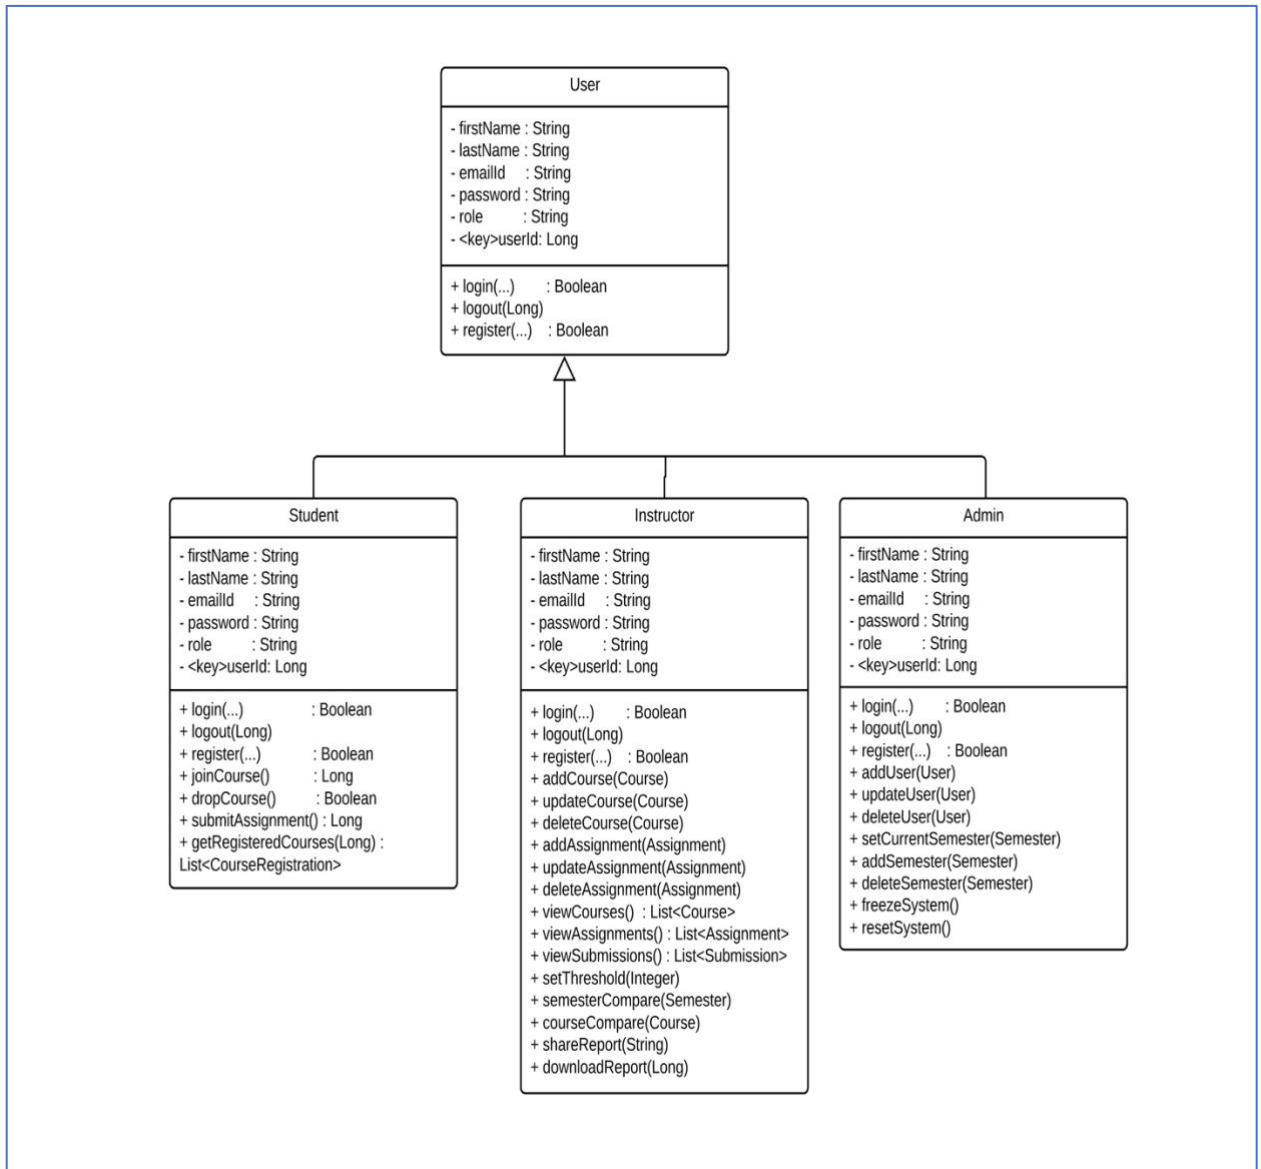 User
- firstName : String
- lastName : String
- emailId : String
- password : String
- role : String
- <key>userId: Long
+ login(...) : Boolean
+ logout(Long)
+ register(...) : Boolean
Student
- firstName : String
- lastName : String
- emailId : String
- password : String
- role : String
- <key>userId: Long
+ login(...) : Boolean
+ logout(Long)
+ register(...) : Boolean
+ joinCourse() : Long
+ dropCourse() : Boolean
+ submitAssignment() : Long
+ getRegisteredCourses(Long) :
List<CourseRegistration>
Instructor
- firstName : String
- lastName : String
- emailId : String
- password : String
- role : String
- <key>userId: Long
+ login(...) : Boolean
+ logout(Long)
+ register(...) : Boolean
+ addCourse(Course)
+ updateCourse(Course)
+ deleteCourse(Course)
+ addAssignment(Assignment)
+ updateAssignment(Assignment)
+ deleteAssignment(Assignment)
+ viewCourses() : List<Course>
+ viewAssignments() : List<Assignment>
+ viewSubmissions() : List<Submission>
+ setThreshold(Integer)
+ semesterCompare(Semester)
+ courseCompare(Course)
+ shareReport(String)
+ downloadReport(Long)
Admin
- firstName : String
- lastName : String
- emailId : String
- password : String
- role : String
- <key>userId: Long
+ login(...) : Boolean
+ logout(Long)
+ register(...) : Boolean
+ addUser(User)
+ updateUser(User)
+ deleteUser(User)
+ setCurrentSemester(Semester)
+ addSemester(Semester)
+ deleteSemester(Semester)
+ freezeSystem()
+ resetSystem()